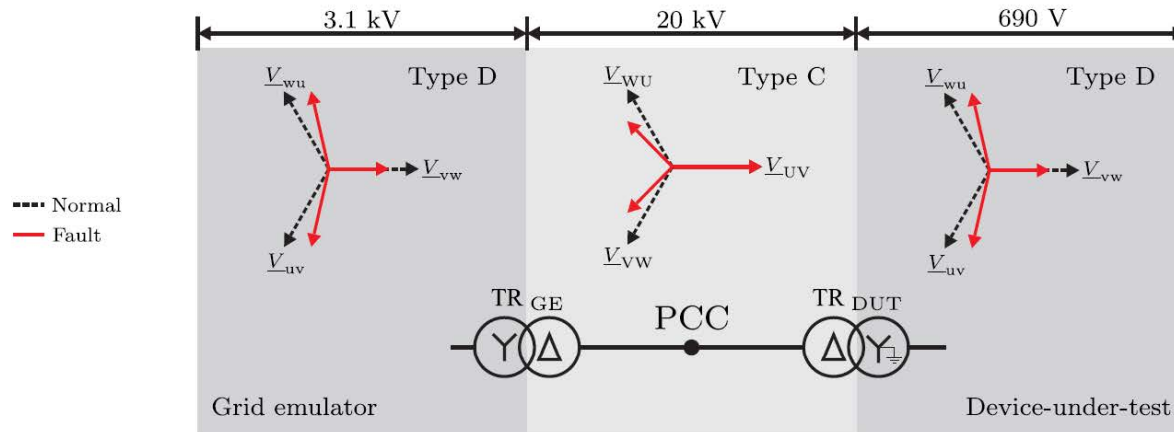 3.1 kV 20 kV 690 V
Type D Type C Type D
V_wu V_WU V_wu
V_vw V_UV V_vw
Normal
Fault
V_uv V_VW V_uv
TR GE TR DUT
PCC
Y Δ Δ Y
Grid emulator Device-under-test